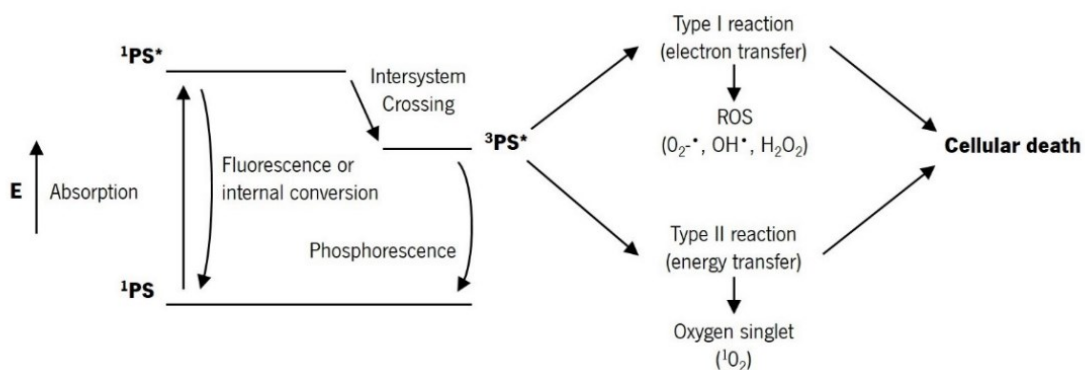 ¹PS*
Intersystem
Crossing
³PS*
Fluorescence or
internal conversion
E
Absorption
Phosphorescence
¹PS
Type I reaction
(electron transfer)
ROS
(O₂-•, OH•, H₂O₂)
Cellular death
Type II reaction
(energy transfer)
Oxygen singlet
(¹O₂)